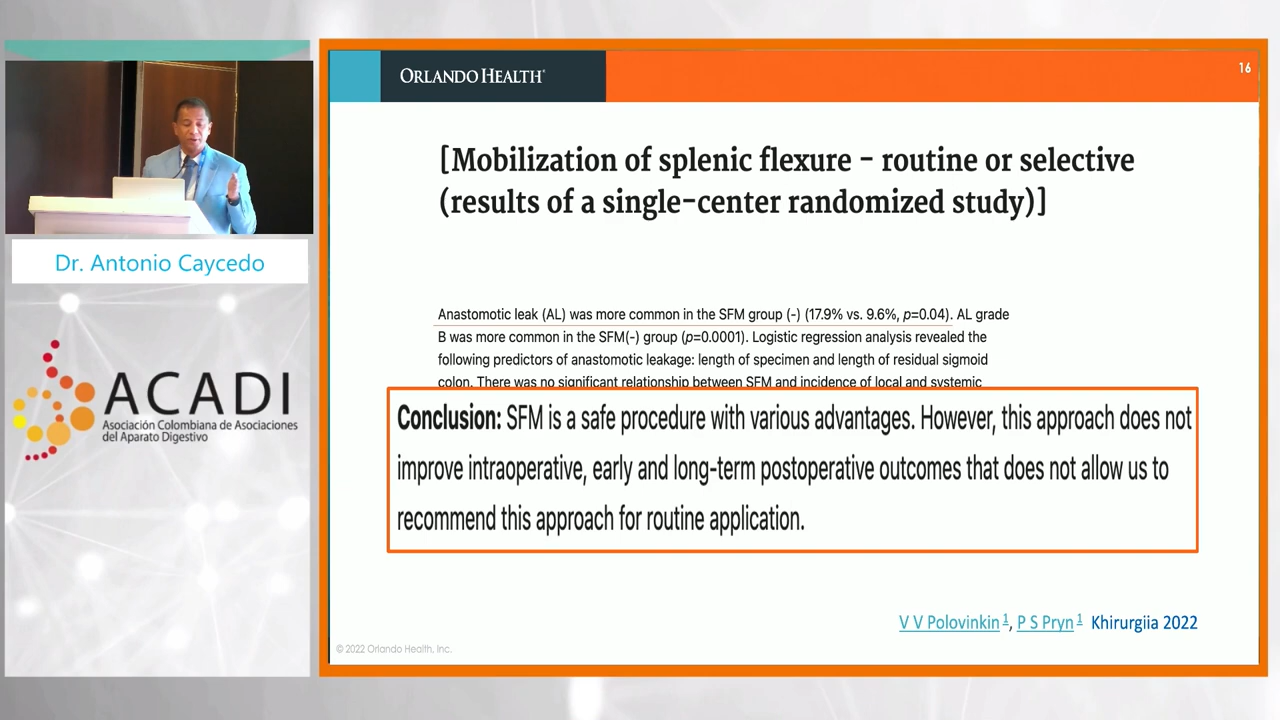 ORLANDO HEALTH®
16
[Mobilization of splenic flexure - routine or selective
(results of a single-center randomized study)]
Anastomotic leak (AL) was more common in the SFM group (-) (17.9% vs. 9.6%, p=0.04). AL grade
B was more common in the SFM(-) group (p=0.0001). Logistic regression analysis revealed the
following predictors of anastomotic leakage: length of specimen and length of residual sigmoid
colon. There was no significant relationship between SFM and incidence of local and systemic
Conclusion: SFM is a safe procedure with various advantages. However, this approach does not
improve intraoperative, early and long-term postoperative outcomes that does not allow us to
recommend this approach for routine application.
V V Polovinkin 1, P S Pryn 1 Khirurgiia 2022
© 2022 Orlando Health, Inc.
Dr. Antonio Caycedo
ACADI
Asociación Colombiana de Asociaciones
del Aparato Digestivo